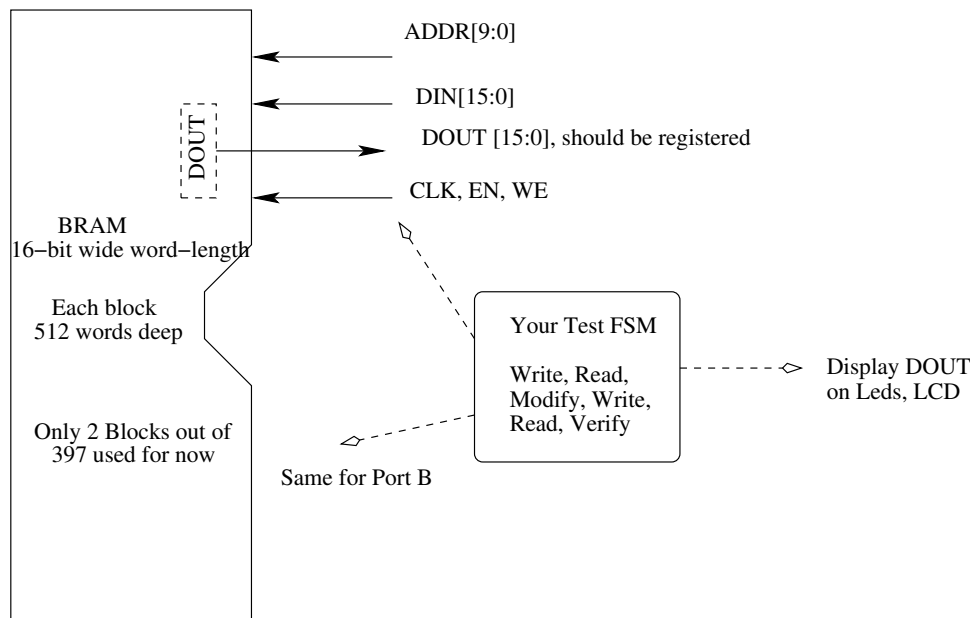 ADDR[9:0]
DIN[15:0]
DOUT
DOUT [15:0], should be registered
CLK, EN, WE
BRAM
16−bit wide word−length
Each block
512 words deep
Only 2 Blocks out of
397 used for now
Your Test FSM
Write, Read,
Modify, Write,
Read, Verify
Display DOUT
on Leds, LCD
Same for Port B